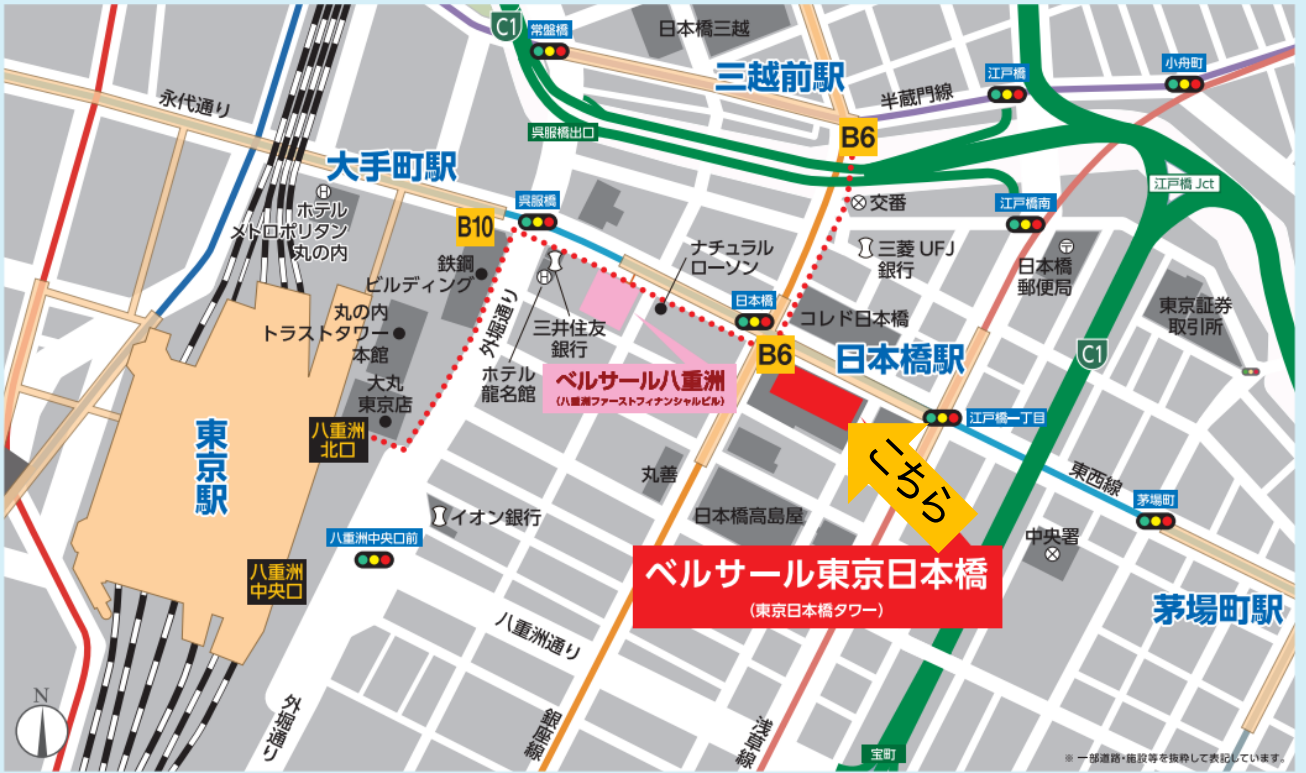 C1
常盤橋
日本橋三越
三越前駅
江戸橋
小舟町
半蔵門線
永代通り
呉服橋出口
B6
大手町駅
江戸橋 Jct
ホテル
メトロポリタン
丸の内
呉服橋
B10
交番
江戸橋南
鉄鋼
ビルディング
ナチュラル
ローソン
三菱 UFJ
銀行
日本橋
郵便局
丸の内
トラストタワー
本館
外堀通り
三井住友
銀行
日本橋
コレド日本橋
東京証券
取引所
ホテル
龍名館
B6
日本橋駅
C1
大丸
東京店
ベルサール八重洲
(八重洲ファーストフィナンシャルビル)
江戸橋一丁目
八重洲
北口
東京駅
こちら
丸善
東西線
茅場町
イオン銀行
日本橋高島屋
八重洲中央口前
中央署
八重洲
中央口
ベルサール東京日本橋
(東京日本橋タワー)
茅場町駅
八重洲通り
N
外堀通り
銀座線
浅草線
宝町
※ 一部道路・施設等を抜粋して表記しています。